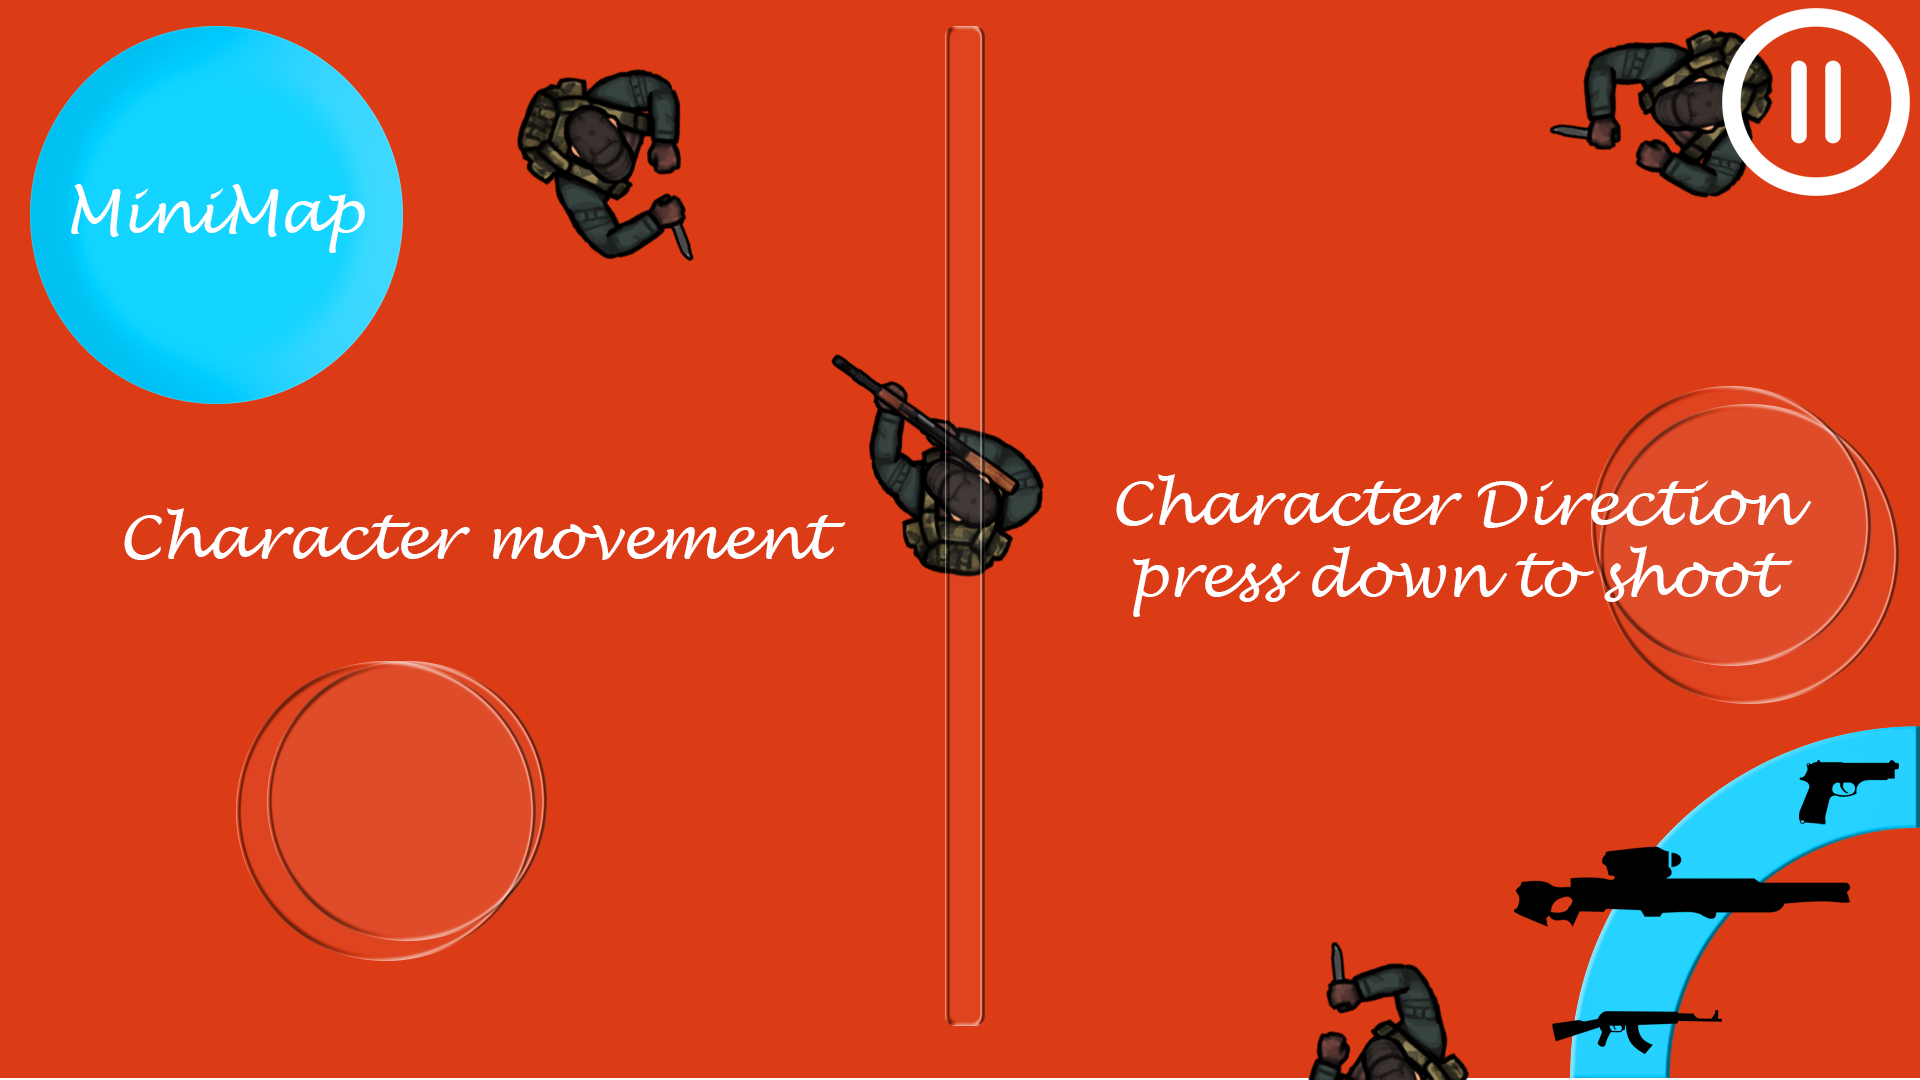 MiniMap
Character movement
Character Direction
press down to shoot